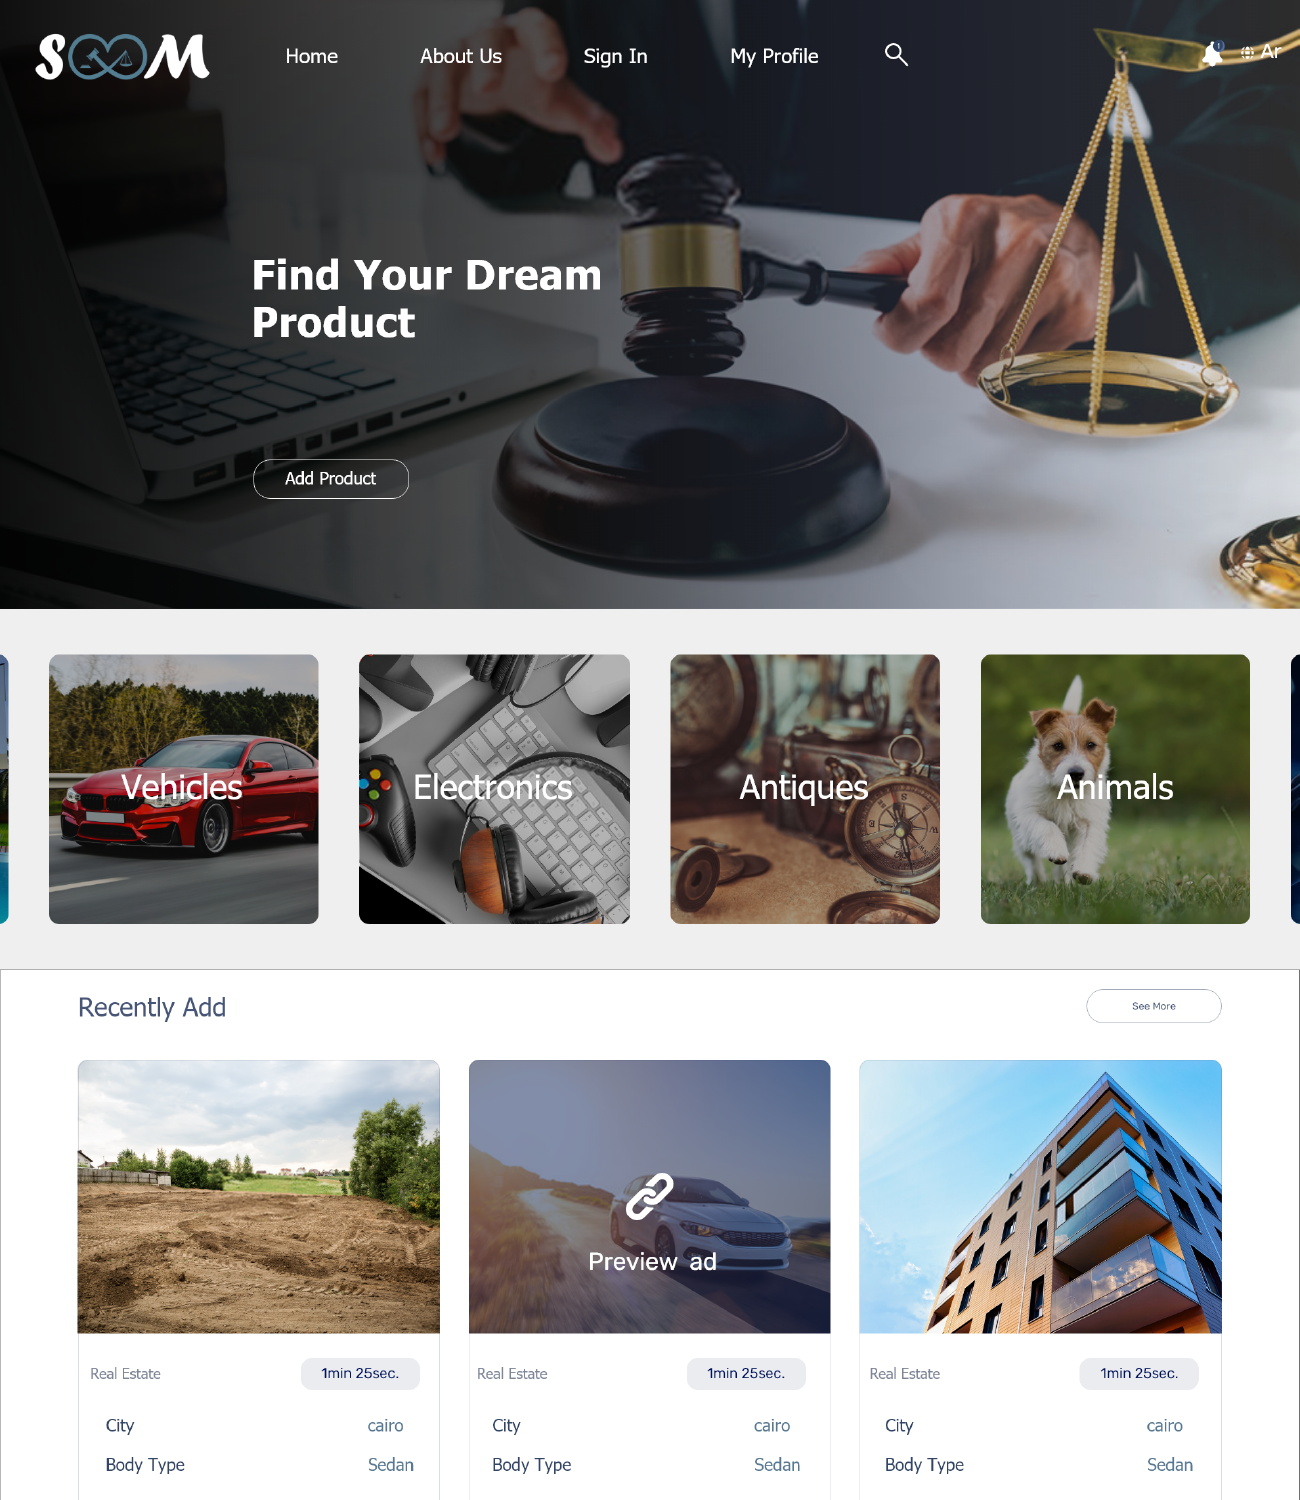 SOOM
Home
About Us
Sign In
My Profile
Ar
Find Your Dream
Product
Add Product
Vehicles
Electronics
Antiques
Animals
Recently Add
See More
Preview ad
Real Estate
1min 25sec.
Real Estate
1min 25sec.
Real Estate
1min 25sec.
City
cairo
City
cairo
City
cairo
Body Type
Sedan
Body Type
Sedan
Body Type
Sedan